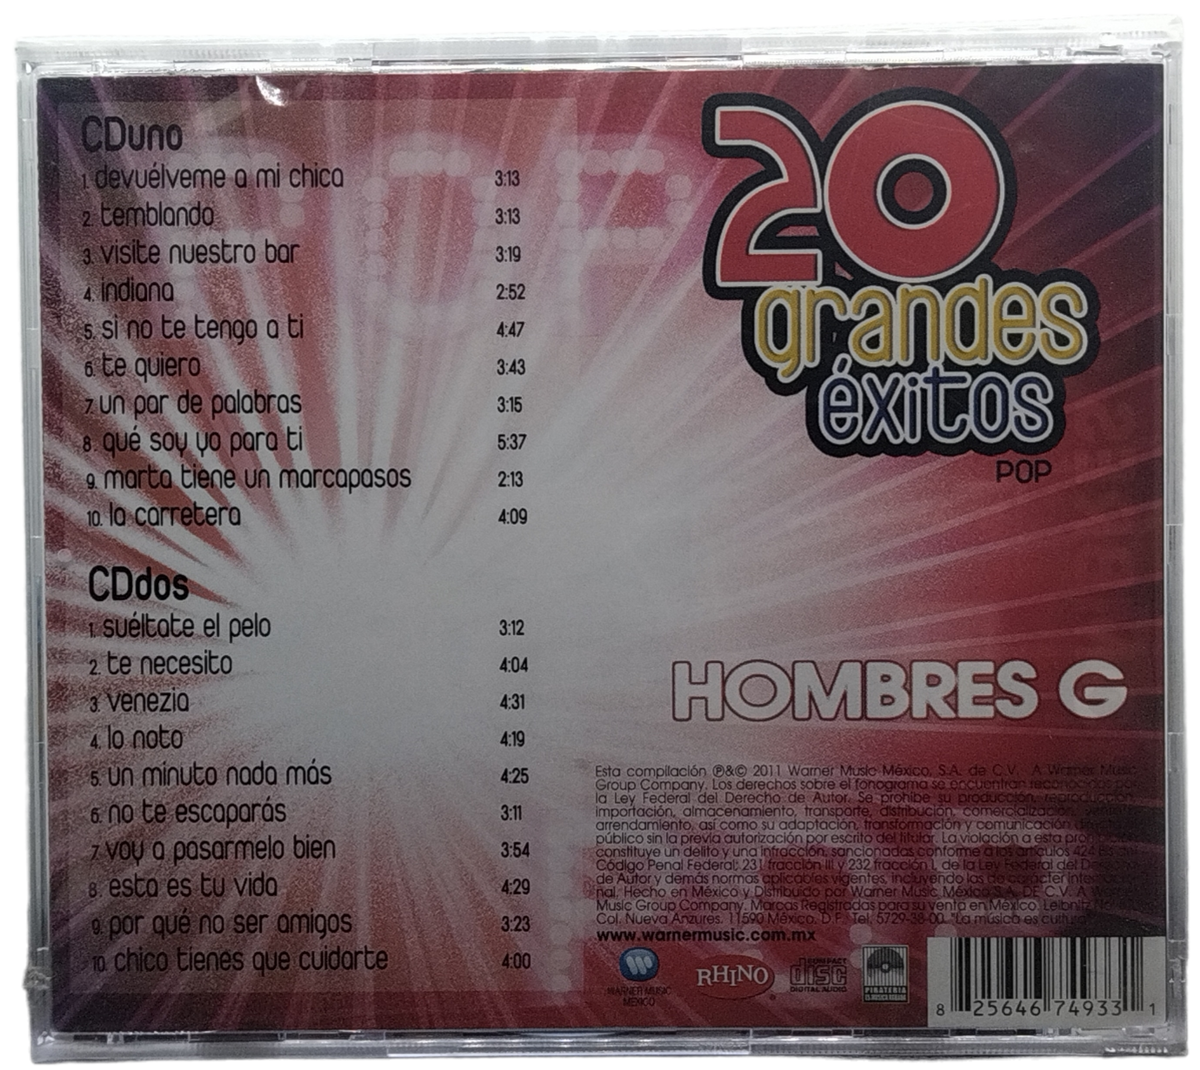 CDuno
1. devuélveme a mi chica 3:13
2. temblando 3:13
3. visite nuestro bar 3:19
4. indiana 2:52
5. si no te tengo a ti 4:47
6. te quiero 3:43
7. un par de palabras 3:15
8. qué soy yo para ti 5:37
9. marta tiene un marcapasos 2:13
10. la carretera 4:09
CDdos
1. suéltate el pelo 3:12
2. te necesito 4:04
3. venezia 4:31
4. lo noto 4:19
5. un minuto nada más 4:25
6. no te escaparás 3:11
7. voy a pasarmelo bien 3:54
8. esta es tu vida 4:29
9. por qué no ser amigos 3:23
10. chico tienes que cuidarte 4:00
20
grandes
éxitos
POP
HOMBRES G
Esta compilación ℗&© 2011 Warner Music México, S.A. de C.V. A Warner Music
Group Company. Los derechos sobre el fonograma se encuentran reconocidos por
la Ley Federal del Derecho de Autor. Se prohibe su producción,
importación, almacenamiento, transporte, distribución, comercialización,
arrendamiento, así como su adaptación, transformación y comunicación
público sin la previa autorización por escrito del titular. La violación a esta
constituye un delito y una infracción, sancionadas conforme a los artículos 424
Código Penal Federal; 231 fracción III y 232 fracción I, de la Ley Federal del
de Autor y demás normas aplicables vigentes, incluyendo las de carácter
nal. Hecho en México y Distribuido por Warner Music México S.A. DE C.V. A
Music Group Company. Marcas Registradas para su venta en México. Leibnitz
Col. Nueva Anzures. 11590 México. D.F. Tel; 5729-38-00. "La música es
www.warnermusic.com.mx
WARNER MUSIC
MÉXICO
RHINO
COMPACT
disc
DIGITAL AUDIO
PIRATERIA
8 25646 74933 1